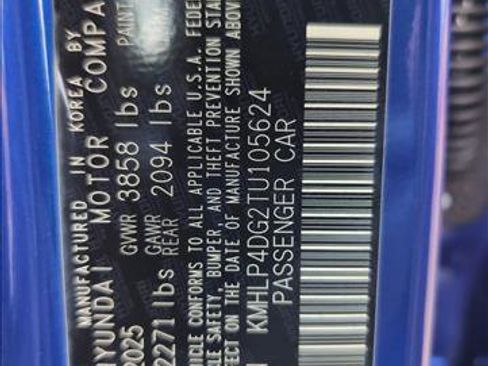 MANUFACTURED IN KOREA BY
HYUNDAI MOTOR COMPA
2025 GVWR 3858 lbs PAINT
2271 lbs GAWR REAR 2094 lbs
VEHICLE CONFORMS TO ALL APPLICABLE U.S.A. FEDE
SAFETY, BUMPER, AND THEFT PREVENTION STA
EFFECT ON THE DATE OF MANUFACTURE SHOWN ABOV
KMHLP4DG2TU105624
PASSENGER CAR